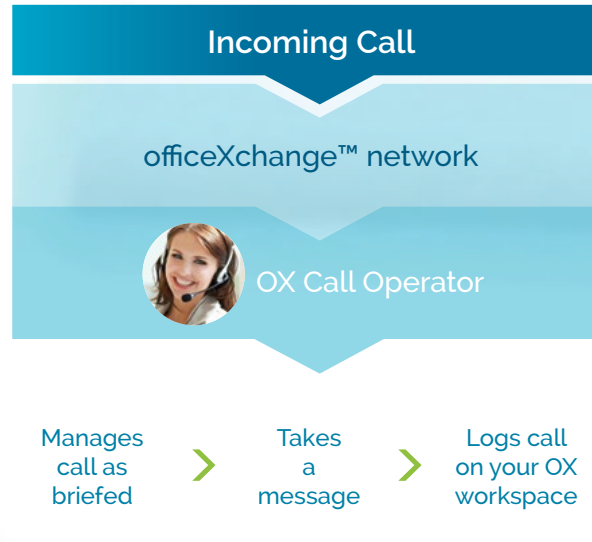 Incoming Call
officeXchange™ network
OX Call Operator
Manages
call as
briefed
Takes
a
message
Logs call
on your OX
workspace